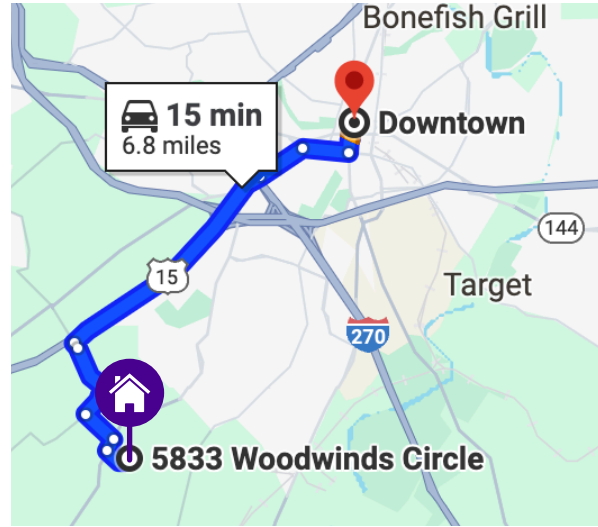 Bonefish Grill
15 min
6.8 miles
Downtown
144
15
Target
270
5833 Woodwinds Circle